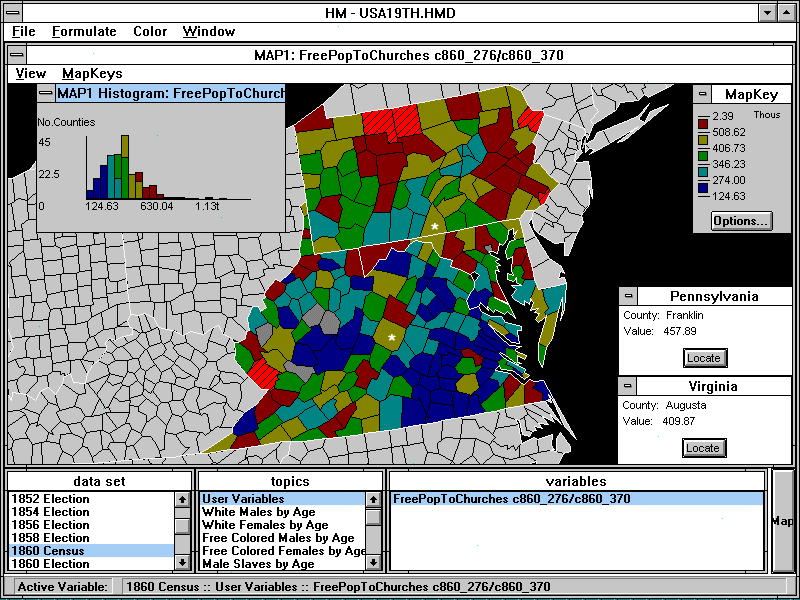 HM - USA19TH.HMD
File Formulate Color Window
MAP1: FreePopToChurches c860_276/c860_370
View MapKeys
MAP1 Histogram: FreePopToChurch
No.Counties
45
22.5
0
124.63 630.04 1.13t
MapKey
Thous
2.39
508.62
406.73
346.23
274.00
124.63
Options...
Pennsylvania
County: Franklin
Value: 457.89
Locate
Virginia
County: Augusta
Value: 409.87
Locate
data set
1852 Election
1854 Election
1856 Election
1858 Election
1860 Census
1860 Election
topics
User Variables
White Males by Age
White Females by Age
Free Colored Males by Age
Free Colored Females by Age
Male Slaves by Age
variables
FreePopToChurches c860_276/c860_370
Map
Active Variable: 1860 Census :: User Variables :: FreePopToChurches c860_276/c860_370